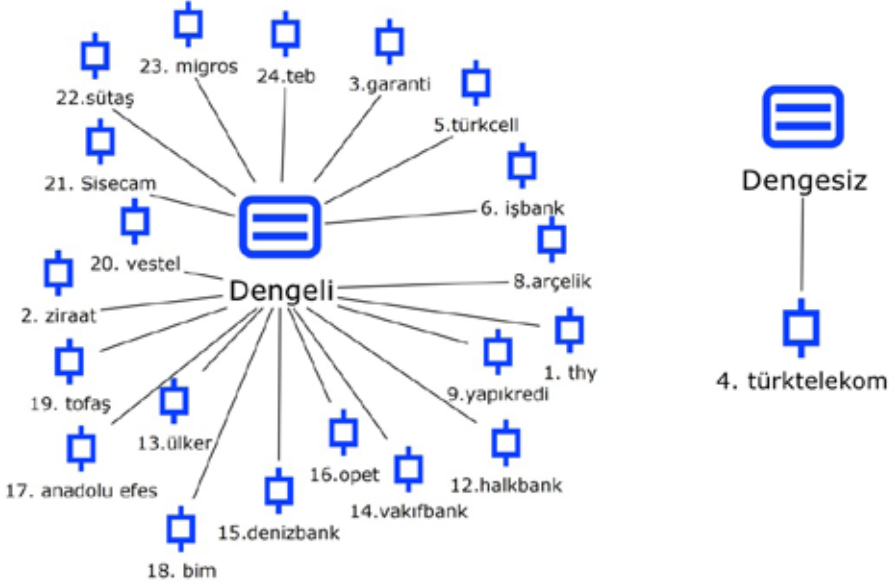 23. migros
24.teb
3.garanti
22.sütaş
5.türkcell
21. Sisecam
6. işbank
20. vestel
8.arçelik
Dengeli
2. ziraat
1. thy
9.yapıkredi
19. tofaş
13.ülker
16.opet
12.halkbank
17. anadolu efes
14.vakıfbank
15.denizbank
18. bim
Dengesiz
4. türktelekom